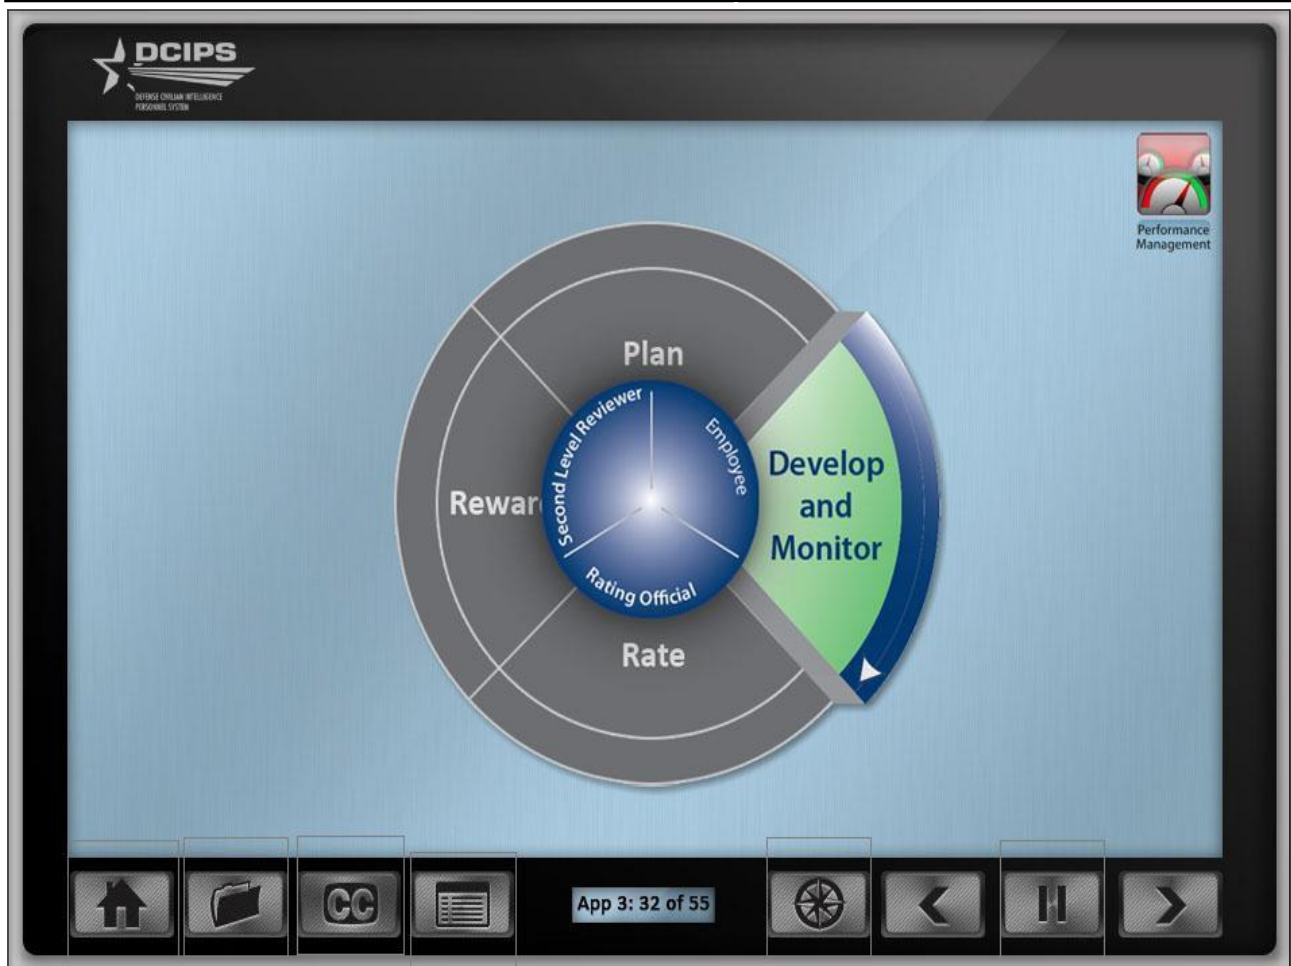 DCIPS
DEFENSE CIVILIAN INTELLIGENCE
PERSONNEL SYSTEM
Performance
Management
Plan
Second Level Reviewer
Employee
Develop
and
Monitor
Rewar
Rating Official
Rate
CC
App 3: 32 of 55